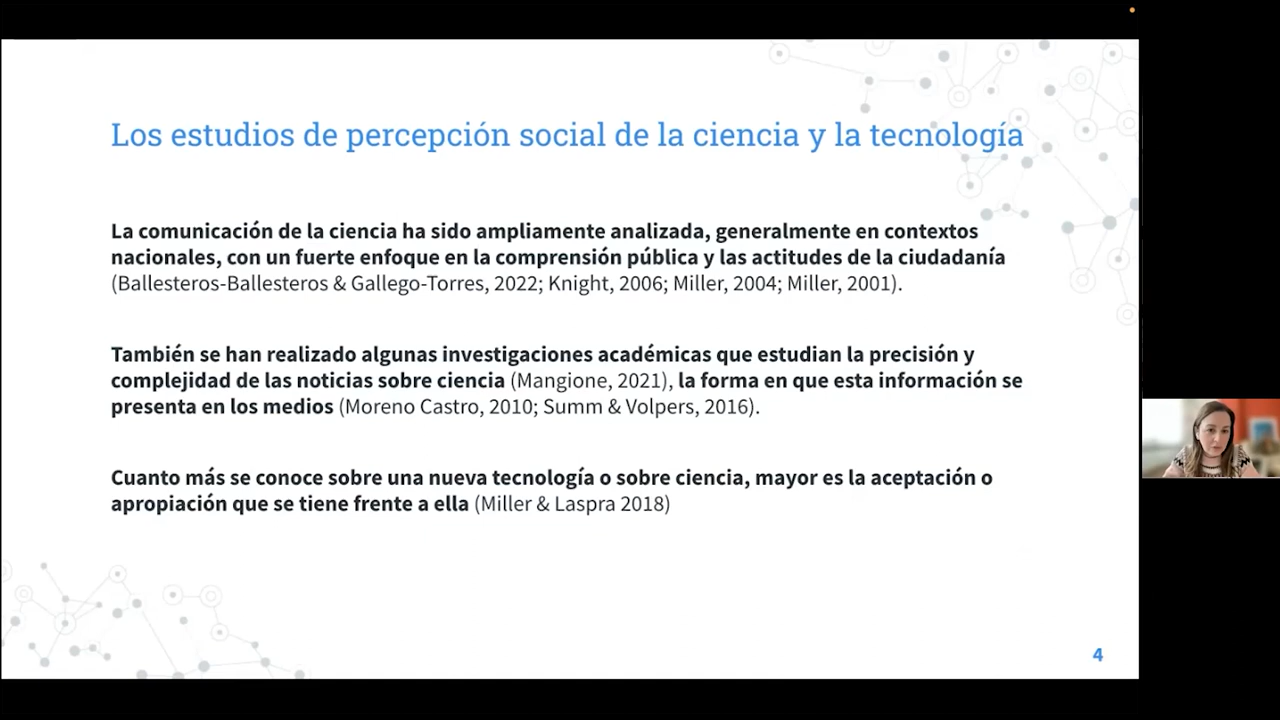 Los estudios de percepción social de la ciencia y la tecnología
La comunicación de la ciencia ha sido ampliamente analizada, generalmente en contextos
nacionales, con un fuerte enfoque en la comprensión pública y las actitudes de la ciudadanía
(Ballesteros-Ballesteros & Gallego-Torres, 2022; Knight, 2006; Miller, 2004; Miller, 2001).
También se han realizado algunas investigaciones académicas que estudian la precisión y
complejidad de las noticias sobre ciencia (Mangione, 2021), la forma en que esta información se
presenta en los medios (Moreno Castro, 2010; Summ & Volpers, 2016).
Cuanto más se conoce sobre una nueva tecnología o sobre ciencia, mayor es la aceptación o
apropiación que se tiene frente a ella (Miller & Laspra 2018)
4